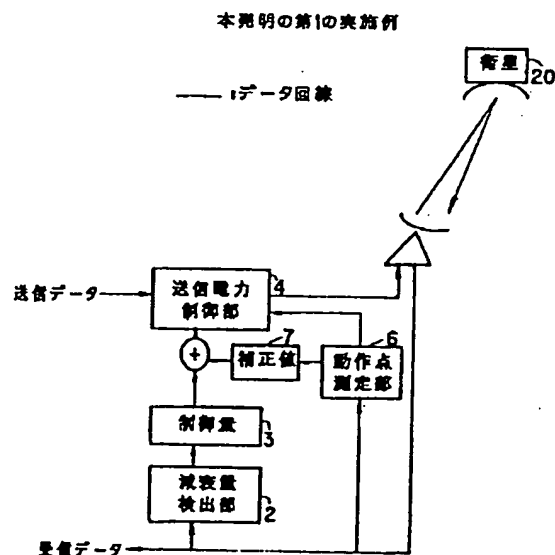 本発明の第1の実施例
衛星
20
:データ回線
送信データ
送信電力
制御部
4
+
7
補正値
6
動作点
測定部
制御量
3
減衰量
検出部
2
受信データ